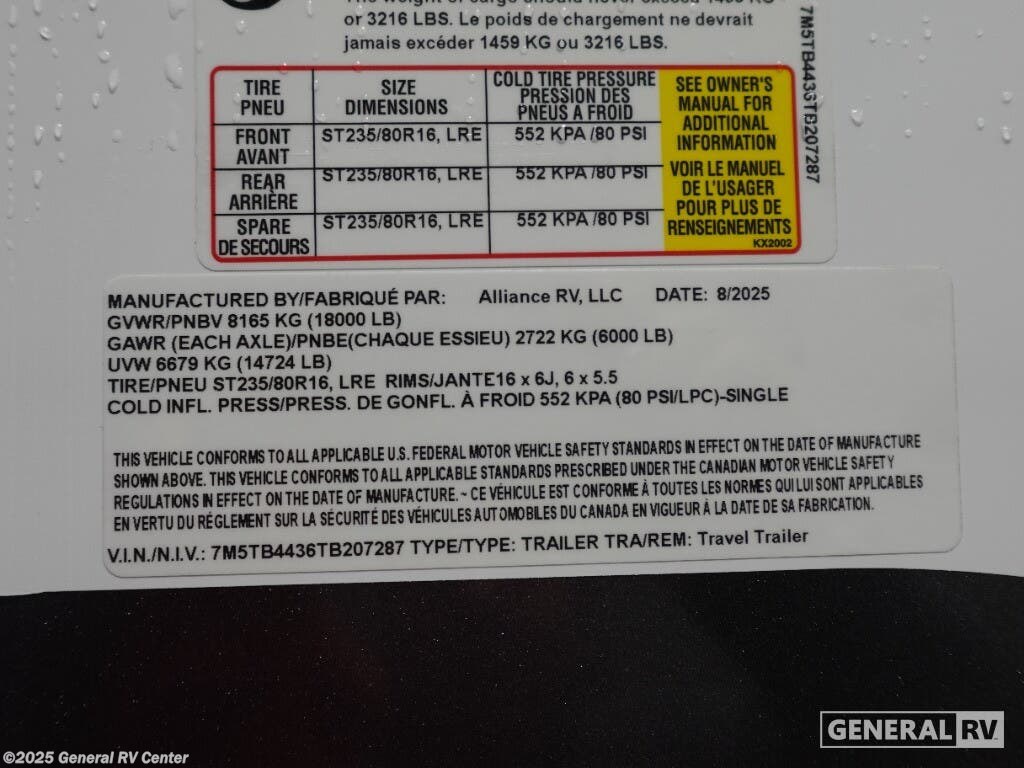 The weight of cargo should never exceed 1459 KG
or 3216 LBS. Le poids de chargement ne devrait
jamais excéder 1459 KG ou 3216 LBS.
7M5TB4436TB207287
TIRE SIZE COLD TIRE PRESSURE
PNEU DIMENSIONS PRESSION DES
PNEUS A FROID
FRONT ST235/80R16, LRE 552 KPA /80 PSI
AVANT
REAR ST235/80R16, LRE 552 KPA /80 PSI
ARRIÈRE
SPARE ST235/80R16, LRE 552 KPA /80 PSI
DE SECOURS
SEE OWNER'S
MANUAL FOR
ADDITIONAL
INFORMATION
VOIR LE MANUEL
DE L'USAGER
POUR PLUS DE
RENSEIGNEMENTS
KX2002
MANUFACTURED BY/FABRIQUÉ PAR: Alliance RV, LLC DATE: 8/2025
GVWR/PNBV 8165 KG (18000 LB)
GAWR (EACH AXLE)/PNBE(CHAQUE ESSIEU) 2722 KG (6000 LB)
UVW 6679 KG (14724 LB)
TIRE/PNEU ST235/80R16, LRE RIMS/JANTE16 x 6J, 6 x 5.5
COLD INFL. PRESS/PRESS. DE GONFL. À FROID 552 KPA (80 PSI/LPC)-SINGLE
THIS VEHICLE CONFORMS TO ALL APPLICABLE U.S. FEDERAL MOTOR VEHICLE SAFETY STANDARDS IN EFFECT ON THE DATE OF MANUFACTURE
SHOWN ABOVE. THIS VEHICLE CONFORMS TO ALL APPLICABLE STANDARDS PRESCRIBED UNDER THE CANADIAN MOTOR VEHICLE SAFETY
REGULATIONS IN EFFECT ON THE DATE OF MANUFACTURE. ~ CE VÉHICULE EST CONFORME À TOUTES LES NORMES QUI LUI SONT APPLICABLES
EN VERTU DU RÉGLEMENT SUR LA SÉCURITÉ DES VÉHICULES AUTOMOBILES DU CANADA EN VIGUEUR À LA DATE DE SA FABRICATION.
V.I.N./N.I.V.: 7M5TB4436TB207287 TYPE/TYPE: TRAILER TRA/REM: Travel Trailer
GENERAL RV
©2025 General RV Center